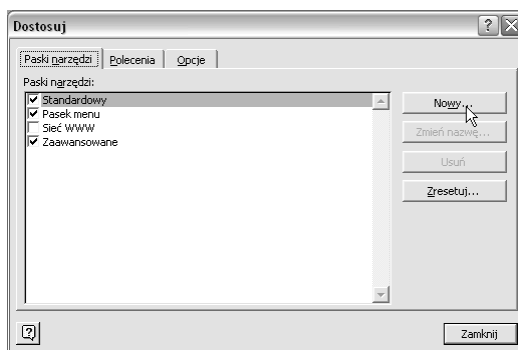 Dostosuj
Paski narzędzi Polecenia Opcje
Paski narzędzi:
Standardowy
Pasek menu
Sieć WWW
Zaawansowane
Nowy...
Zmień nazwę...
Usuń
Zresetuj...
Zamknij